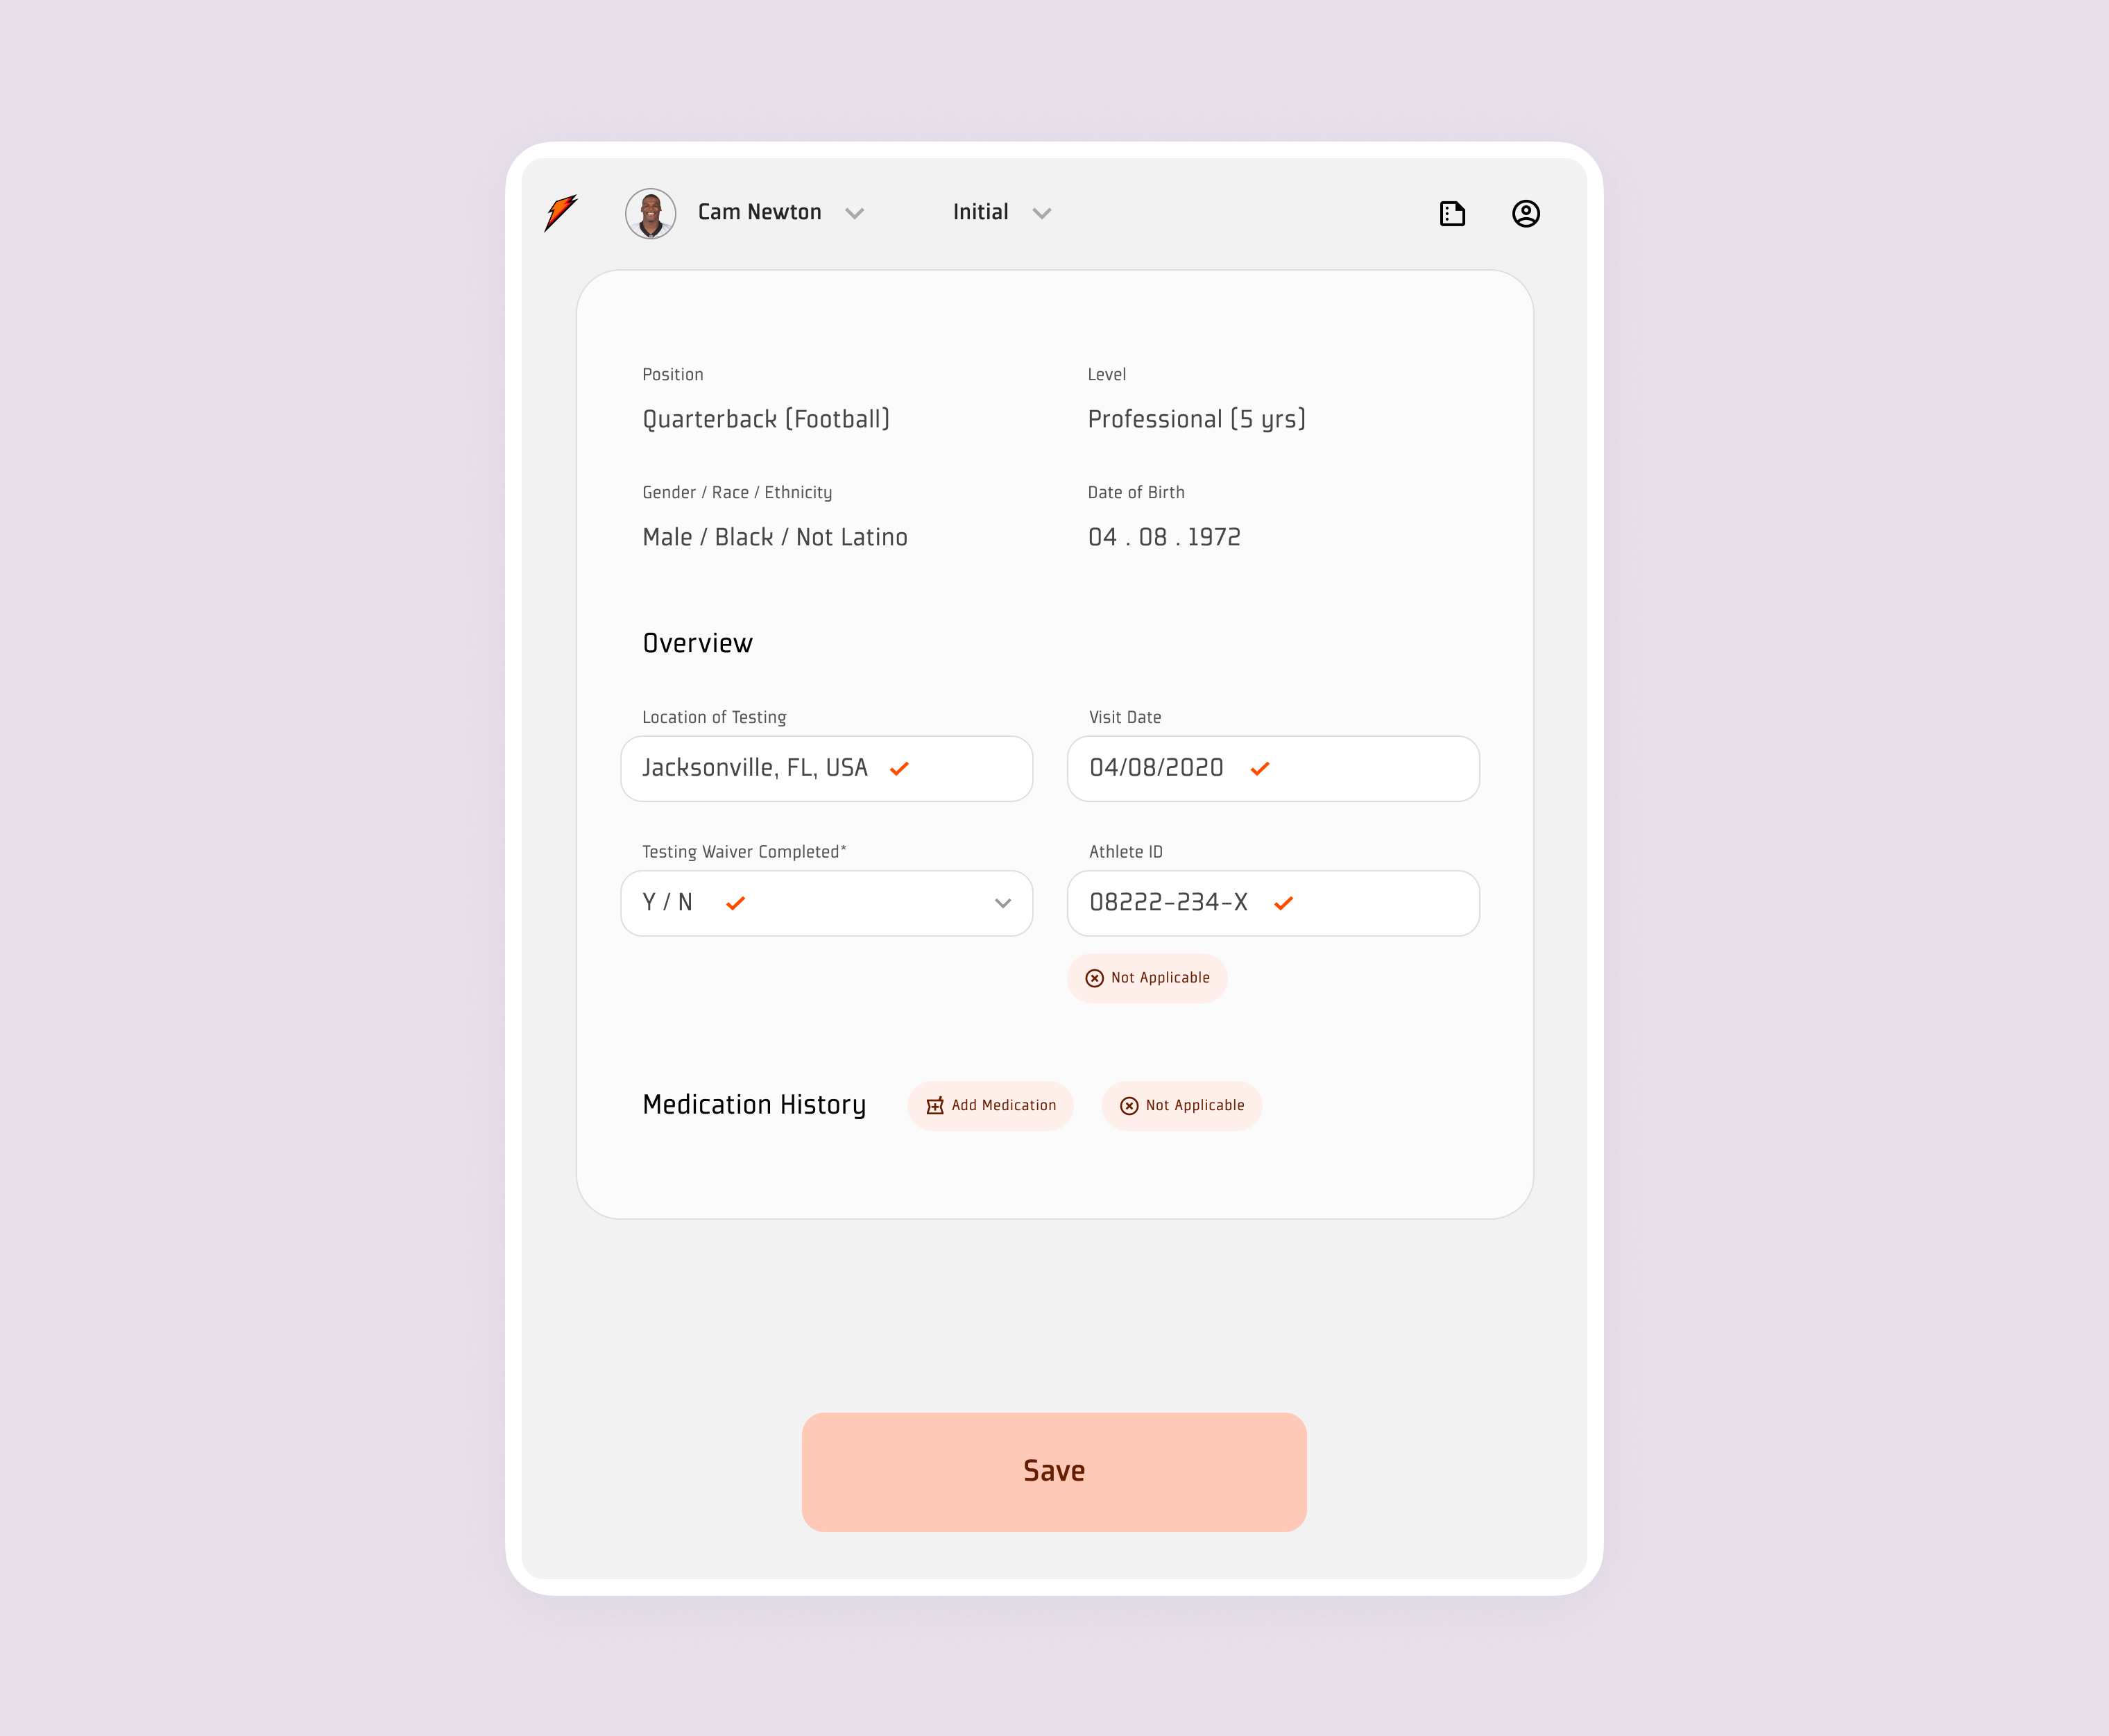 Cam Newton
Initial
Position
Level
Quarterback (Football)
Professional (5 yrs)
Gender / Race / Ethnicity
Date of Birth
Male / Black / Not Latino
04 . 08 . 1972
Overview
Location of Testing
Visit Date
Jacksonville, FL, USA
04/08/2020
Testing Waiver Completed*
Athlete ID
Y / N
08222-234-X
Not Applicable
Medication History
Add Medication
Not Applicable
Save